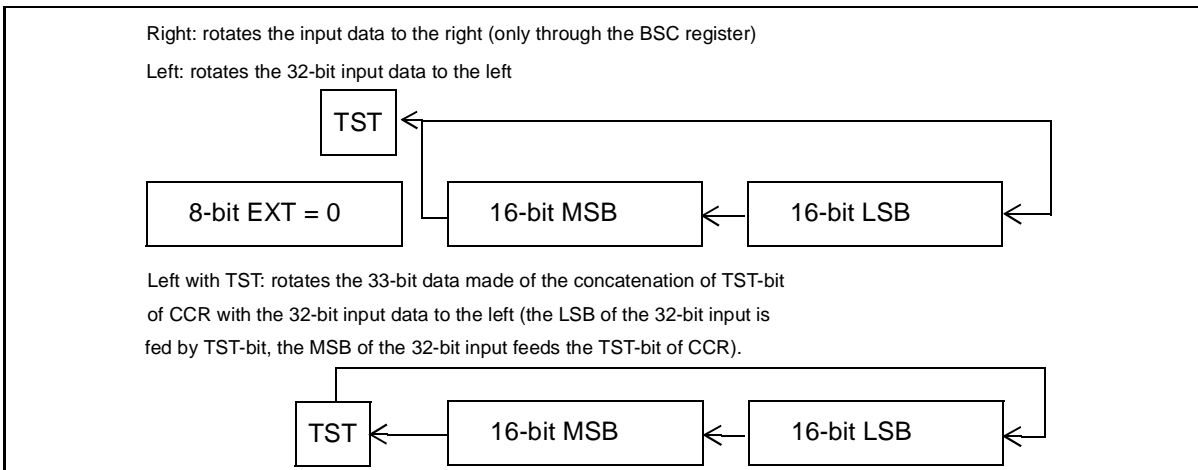 Right: rotates the input data to the right (only through the BSC register)
Left: rotates the 32-bit input data to the left
TST
8-bit EXT = 0
16-bit MSB
16-bit LSB
Left with TST: rotates the 33-bit data made of the concatenation of TST-bit
of CCR with the 32-bit input data to the left (the LSB of the 32-bit input is
fed by TST-bit, the MSB of the 32-bit input feeds the TST-bit of CCR).
TST
16-bit MSB
16-bit LSB